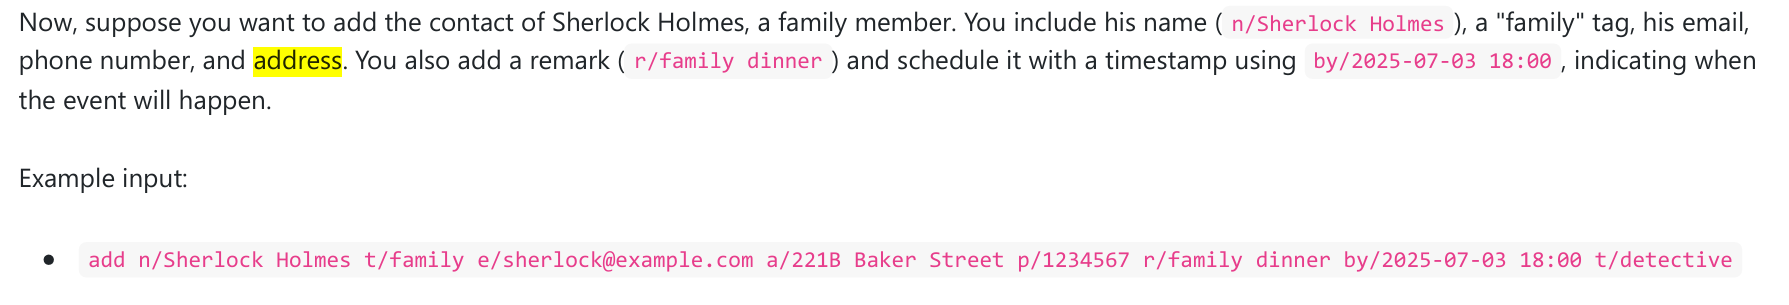 Now, suppose you want to add the contact of Sherlock Holmes, a family member. You include his name ( n/Sherlock Holmes ), a "family" tag, his email,
phone number, and address. You also add a remark ( r/family dinner ) and schedule it with a timestamp using by/2025-07-03 18:00 , indicating when
the event will happen.
Example input:
• add n/Sherlock Holmes t/family e/sherlock@example.com a/221B Baker Street p/1234567 r/family dinner by/2025-07-03 18:00 t/detective